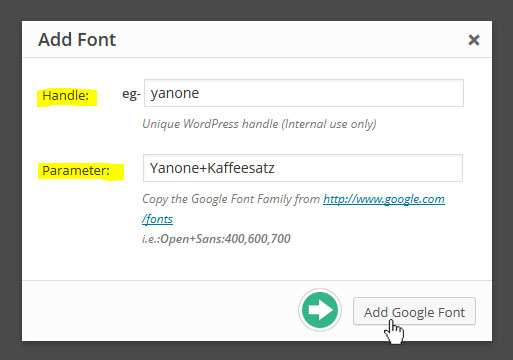 Add Font
Handle: eg- yanone
Unique WordPress handle (Internal use only)
Parameter: Yanone+Kaffeesatz
Copy the Google Font Family from http://www.google.com
/fonts
i.e.:Open+Sans:400,600,700
Add Google Font